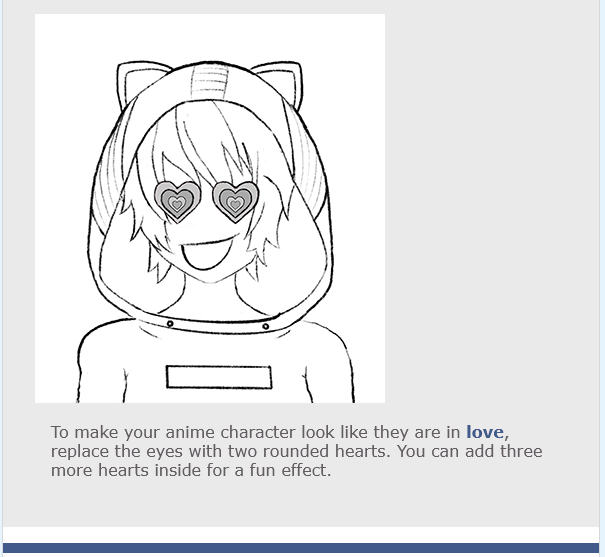 To make your anime character look like they are in love,
replace the eyes with two rounded hearts. You can add three
more hearts inside for a fun effect.